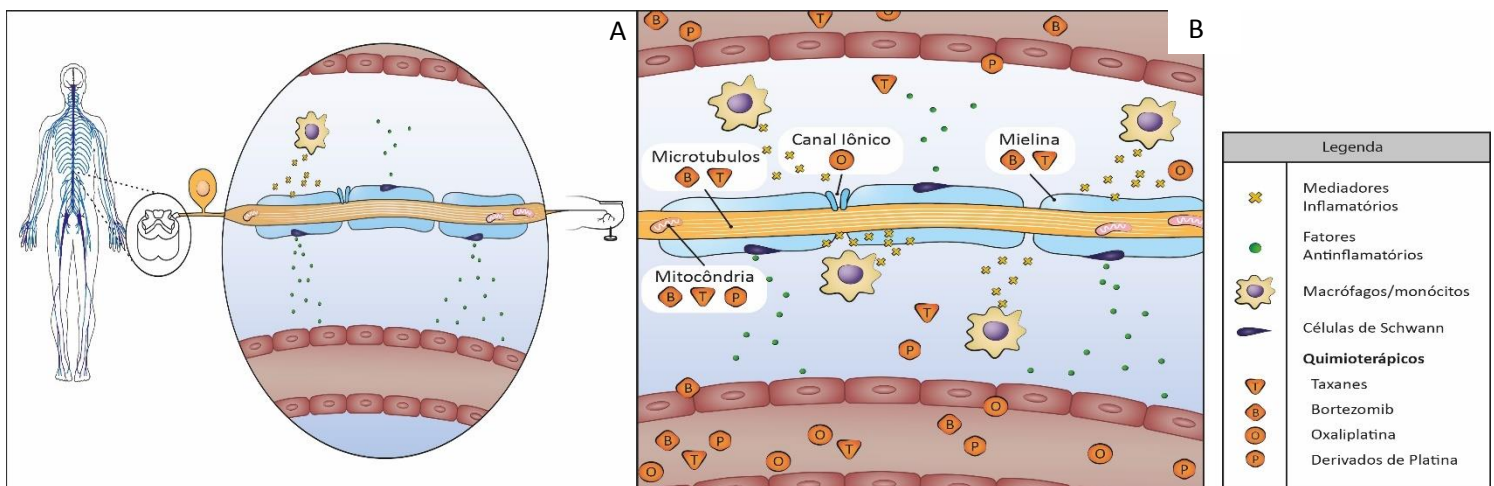 A
B
B
P
T
O
B
P
T
Canal Iônico
O
Mielina
B T
Microtubulos
B T
O
Mitocôndria
B T P
T
P
B
O
B
P
T
O
O
T
B
P
O
P
Legenda
Mediadores
Inflamatórios
Fatores
Antinflamatórios
Macrófagos/monócitos
Células de Schwann
Quimioterápicos
T Taxanes
B Bortezomib
O Oxaliplatina
P Derivados de Platina